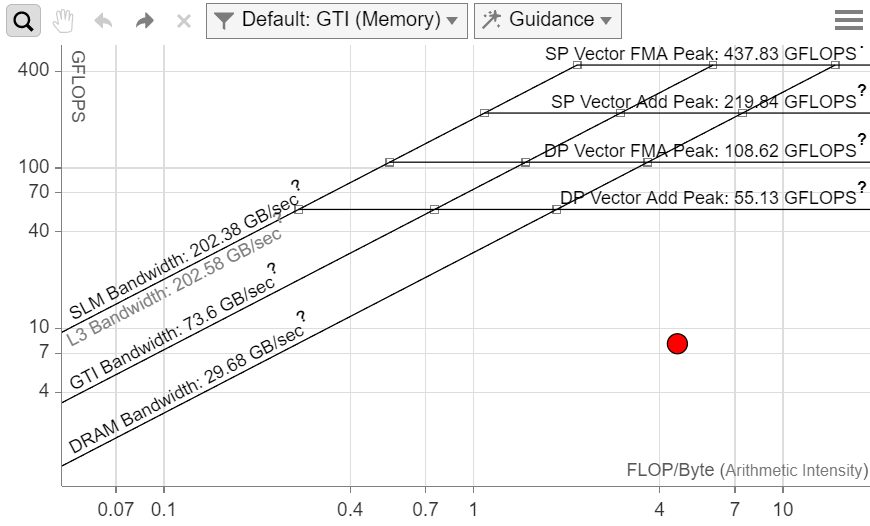 Default: GTI (Memory)
Guidance
GFLOPS
SP Vector FMA Peak: 437.83 GFLOPS ?
400
SP Vector Add Peak: 219.84 GFLOPS ?
DP Vector FMA Peak: 108.62 GFLOPS ?
100
70
DP Vector Add Peak: 55.13 GFLOPS ?
40
SLM Bandwidth: 202.38 GB/sec ?
L3 Bandwidth: 202.58 GB/sec ?
GTI Bandwidth: 73.6 GB/sec ?
DRAM Bandwidth: 29.68 GB/sec ?
10
7
4
FLOP/Byte (Arithmetic Intensity)
0.07 0.1 0.4 0.7 1 4 7 10